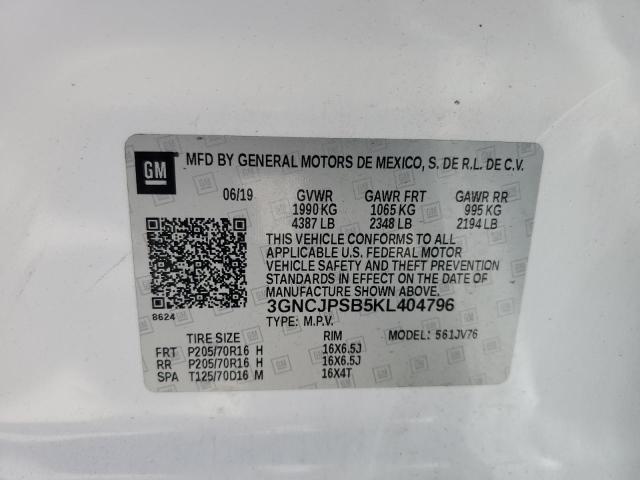 GM
MFD BY GENERAL MOTORS DE MEXICO, S. DE R.L. DE C.V.
06/19 GVWR GAWR FRT GAWR RR
1990 KG 1065 KG 995 KG
4387 LB 2348 LB 2194 LB
THIS VEHICLE CONFORMS TO ALL
APPLICABLE U.S. FEDERAL MOTOR
VEHICLE SAFETY AND THEFT PREVENTION
STANDARDS IN EFFECT ON THE DATE OF
MANUFACTURE SHOWN ABOVE.
8624
3GNCJPSB5KL404796
TYPE: M.P.V. MODEL: 561JV76
TIRE SIZE RIM
FRT P205/70R16 H 16X6.5J
RR P205/70R16 H 16X6.5J
SPA T125/70D16 M 16X4T